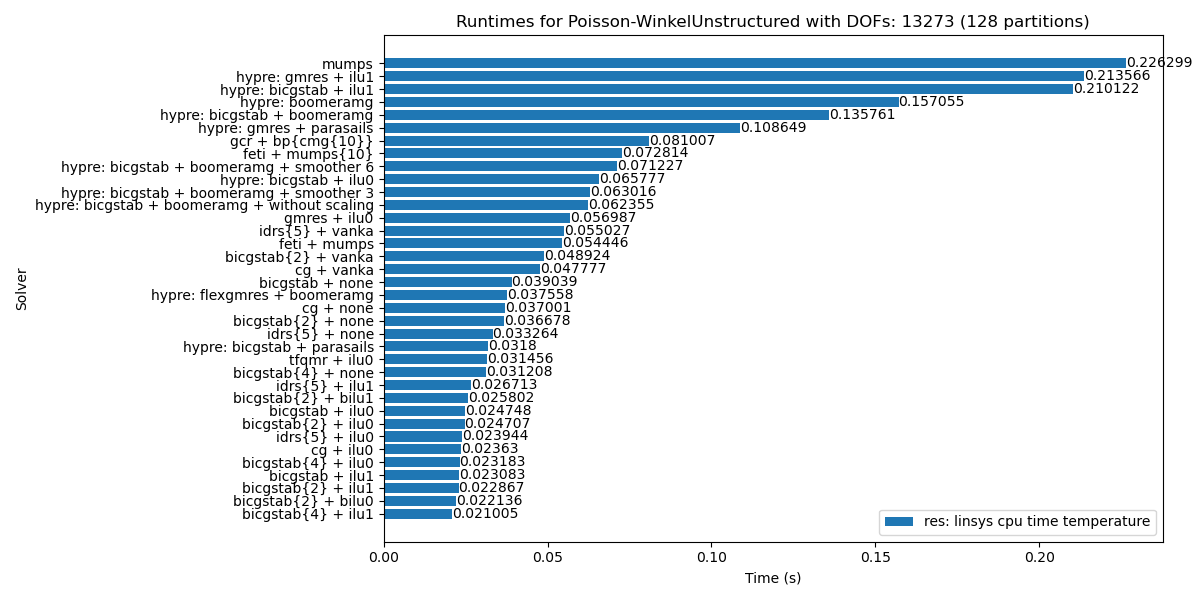 Runtimes for Poisson-WinkelUnstructured with DOFs: 13273 (128 partitions)
mumps 0.226299
hypre: gmres + ilu1 0.213566
hypre: bicgstab + ilu1 0.210122
hypre: boomeramg 0.157055
hypre: bicgstab + boomeramg 0.135761
hypre: gmres + parasails 0.108649
gcr + bp{cmg{10}} 0.081007
feti + mumps{10} 0.072814
hypre: bicgstab + boomeramg + smoother 6 0.071227
hypre: bicgstab + ilu0 0.065777
hypre: bicgstab + boomeramg + smoother 3 0.063016
hypre: bicgstab + boomeramg + without scaling 0.062355
gmres + ilu0 0.056987
idrs{5} + vanka 0.055027
feti + mumps 0.054446
bicgstab{2} + vanka 0.048924
cg + vanka 0.047777
bicgstab + none 0.039039
hypre: flexgmres + boomeramg 0.037558
cg + none 0.037001
bicgstab{2} + none 0.036678
idrs{5} + none 0.033264
hypre: bicgstab + parasails 0.0318
tfqmr + ilu0 0.031456
bicgstab{4} + none 0.031208
idrs{5} + ilu1 0.026713
bicgstab{2} + bilu1 0.025802
bicgstab + ilu0 0.024748
bicgstab{2} + ilu0 0.024707
idrs{5} + ilu0 0.023944
cg + ilu0 0.02363
bicgstab{4} + ilu0 0.023183
bicgstab + ilu1 0.023083
bicgstab{2} + ilu1 0.022867
bicgstab{2} + bilu0 0.022136
bicgstab{4} + ilu1 0.021005
Solver
res: linsys cpu time temperature
0.00 0.05 0.10 0.15 0.20
Time (s)